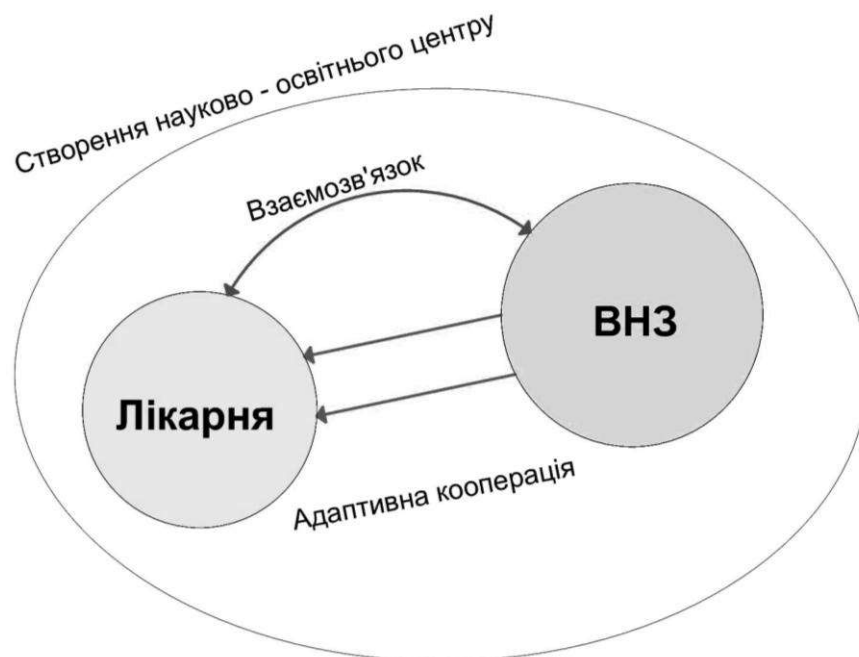 Створення науково - освітнього центру
Взаємозв'язок
ВНЗ
Лікарня
Адаптивна кооперація